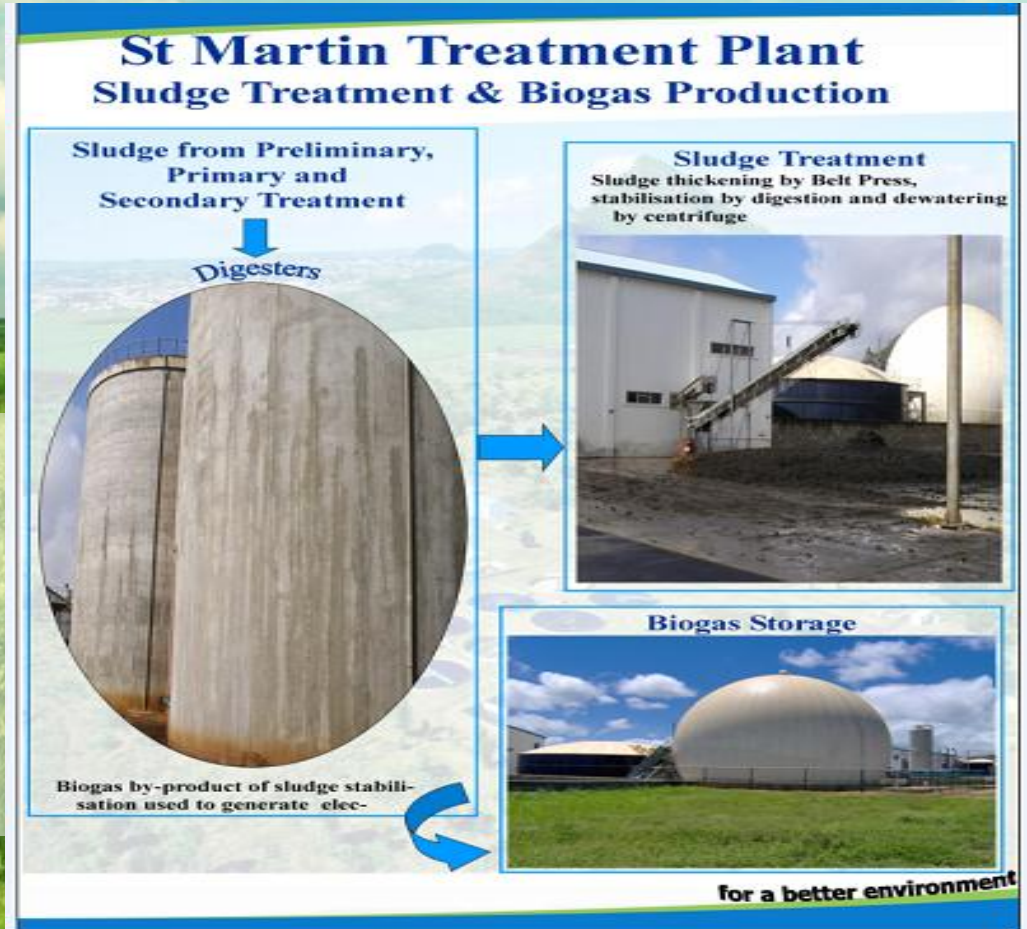 St Martin Treatment Plant
Sludge Treatment & Biogas Production
Sludge from Preliminary,
Primary and
Secondary Treatment
Digesters
Biogas by-product of sludge stabili-
sation used to generate elec-
Sludge Treatment
Sludge thickening by Belt Press,
stabilisation by digestion and dewatering
by centrifuge
Biogas Storage
for a better environment